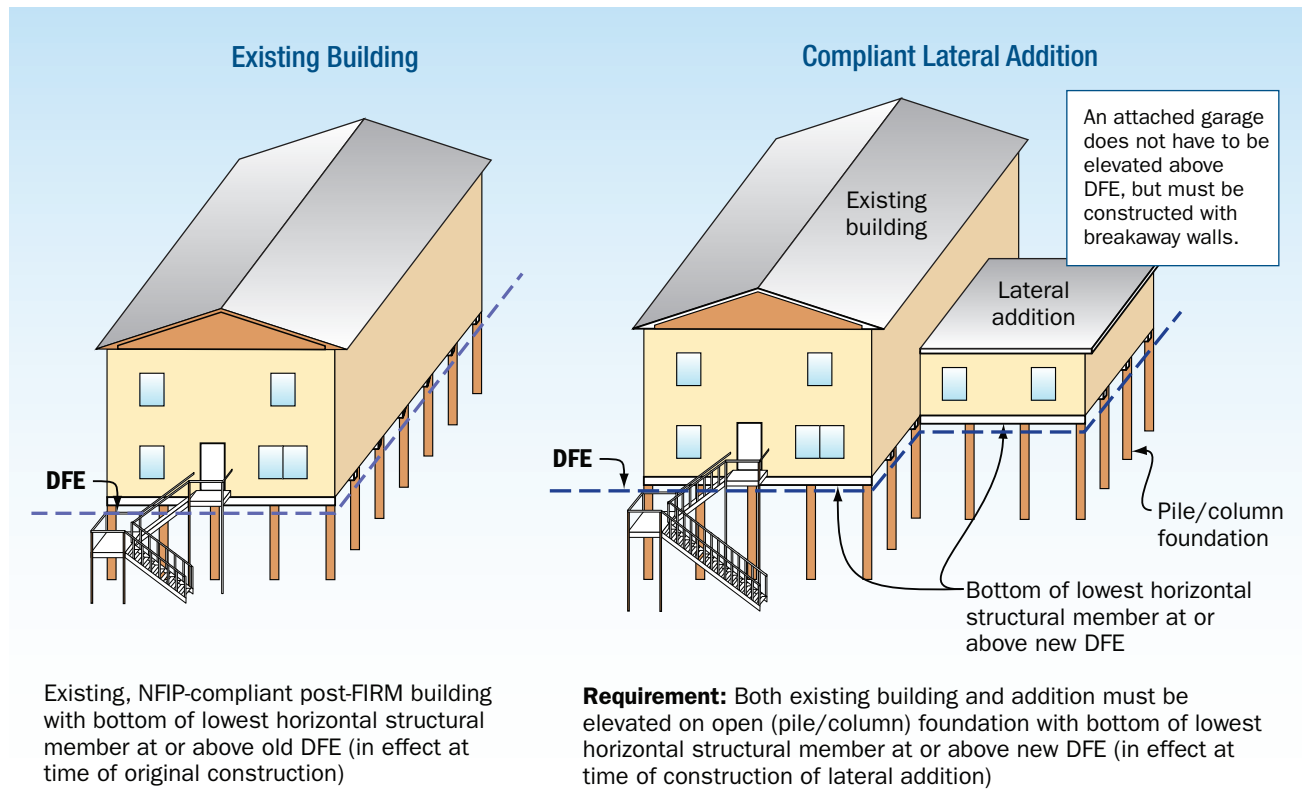 Existing Building
Compliant Lateral Addition
An attached garage
does not have to be
elevated above
DFE, but must be
constructed with
breakaway walls.
Existing
building
Lateral
addition
DFE
DFE
Pile/column
foundation
Bottom of lowest horizontal
structural member at or
above new DFE
Existing, NFIP-compliant post-FIRM building
with bottom of lowest horizontal structural
member at or above old DFE (in effect at
time of original construction)
Requirement: Both existing building and addition must be
elevated on open (pile/column) foundation with bottom of lowest
horizontal structural member at or above new DFE (in effect at
time of construction of lateral addition)